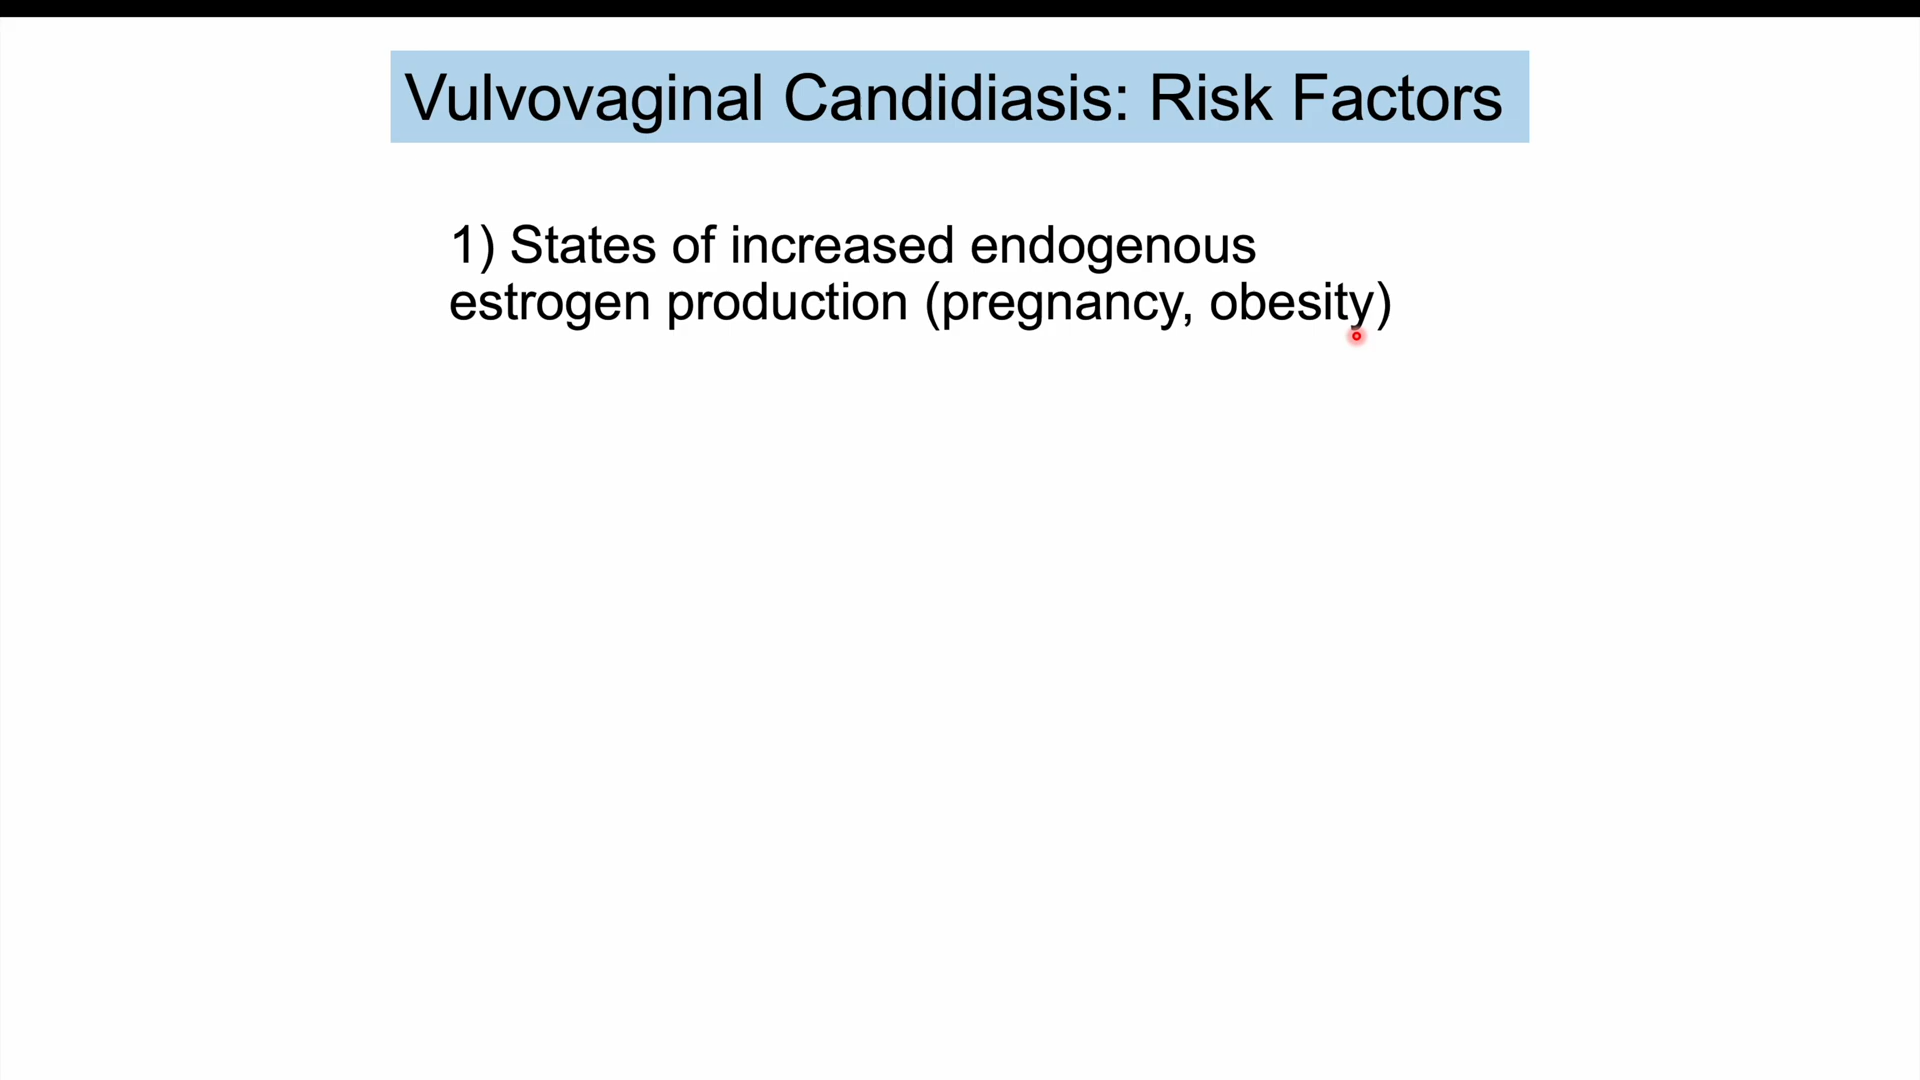 Vulvovaginal Candidiasis: Risk Factors
1) States of increased endogenous
estrogen production (pregnancy, obesity)